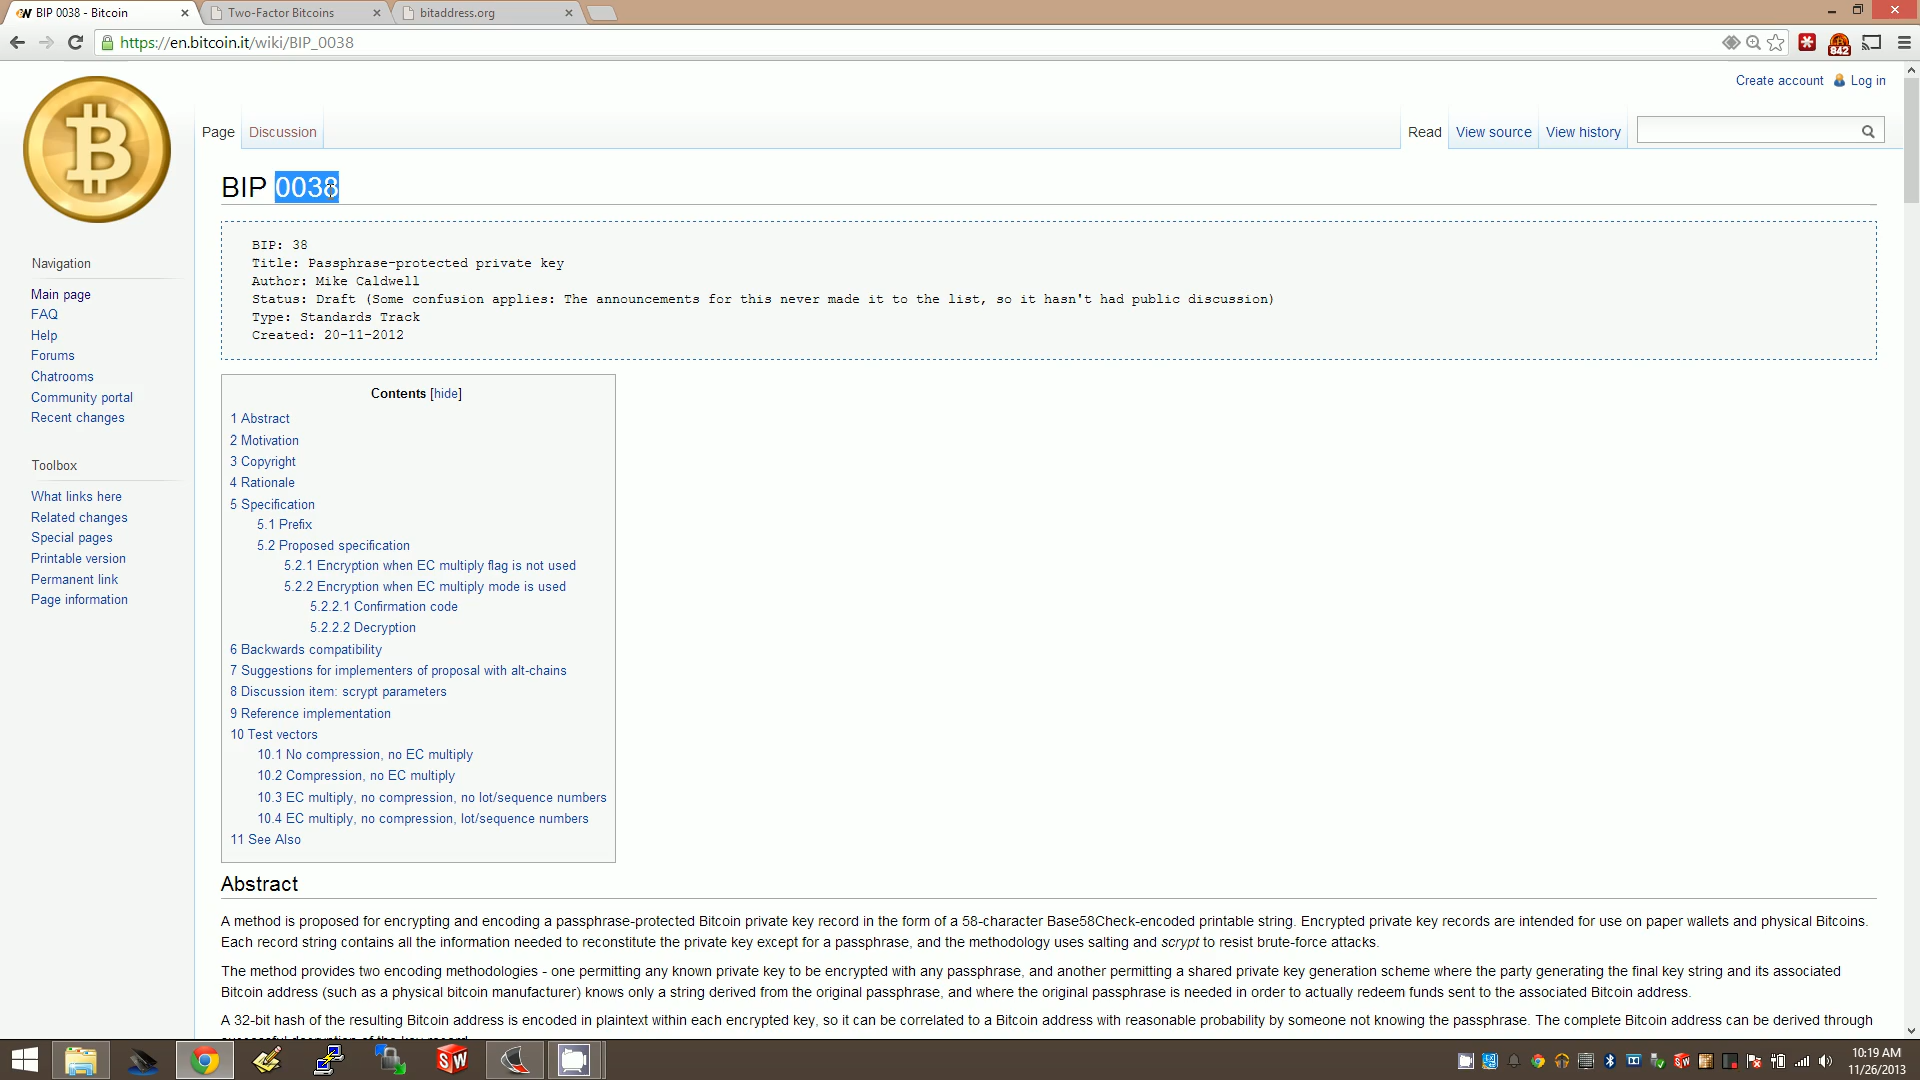 BIP 0038 - Bitcoin
Two-Factor Bitcoins
bitaddress.org
https://en.bitcoin.it/wiki/BIP_0038
842
Create account Log in
Page Discussion Read View source View history
BIP 0038
BIP: 38
Title: Passphrase-protected private key
Author: Mike Caldwell
Status: Draft (Some confusion applies: The announcements for this never made it to the list, so it hasn't had public discussion)
Type: Standards Track
Created: 20-11-2012
Navigation
Main page
FAQ
Help
Forums
Chatrooms
Community portal
Recent changes
Toolbox
What links here
Related changes
Special pages
Printable version
Permanent link
Page information
Contents [hide]
1 Abstract
2 Motivation
3 Copyright
4 Rationale
5 Specification
5.1 Prefix
5.2 Proposed specification
5.2.1 Encryption when EC multiply flag is not used
5.2.2 Encryption when EC multiply mode is used
5.2.2.1 Confirmation code
5.2.2.2 Decryption
6 Backwards compatibility
7 Suggestions for implementers of proposal with alt-chains
8 Discussion item: scrypt parameters
9 Reference implementation
10 Test vectors
10.1 No compression, no EC multiply
10.2 Compression, no EC multiply
10.3 EC multiply, no compression, no lot/sequence numbers
10.4 EC multiply, no compression, lot/sequence numbers
11 See Also
Abstract
A method is proposed for encrypting and encoding a passphrase-protected Bitcoin private key record in the form of a 58-character Base58Check-encoded printable string. Encrypted private key records are intended for use on paper wallets and physical Bitcoins.
Each record string contains all the information needed to reconstitute the private key except for a passphrase, and the methodology uses salting and scrypt to resist brute-force attacks.
The method provides two encoding methodologies - one permitting any known private key to be encrypted with any passphrase, and another permitting a shared private key generation scheme where the party generating the final key string and its associated
Bitcoin address (such as a physical bitcoin manufacturer) knows only a string derived from the original passphrase, and where the original passphrase is needed in order to actually redeem funds sent to the associated Bitcoin address.
A 32-bit hash of the resulting Bitcoin address is encoded in plaintext within each encrypted key, so it can be correlated to a Bitcoin address with reasonable probability by someone not knowing the passphrase. The complete Bitcoin address can be derived through
SW
10:19 AM
11/26/2013